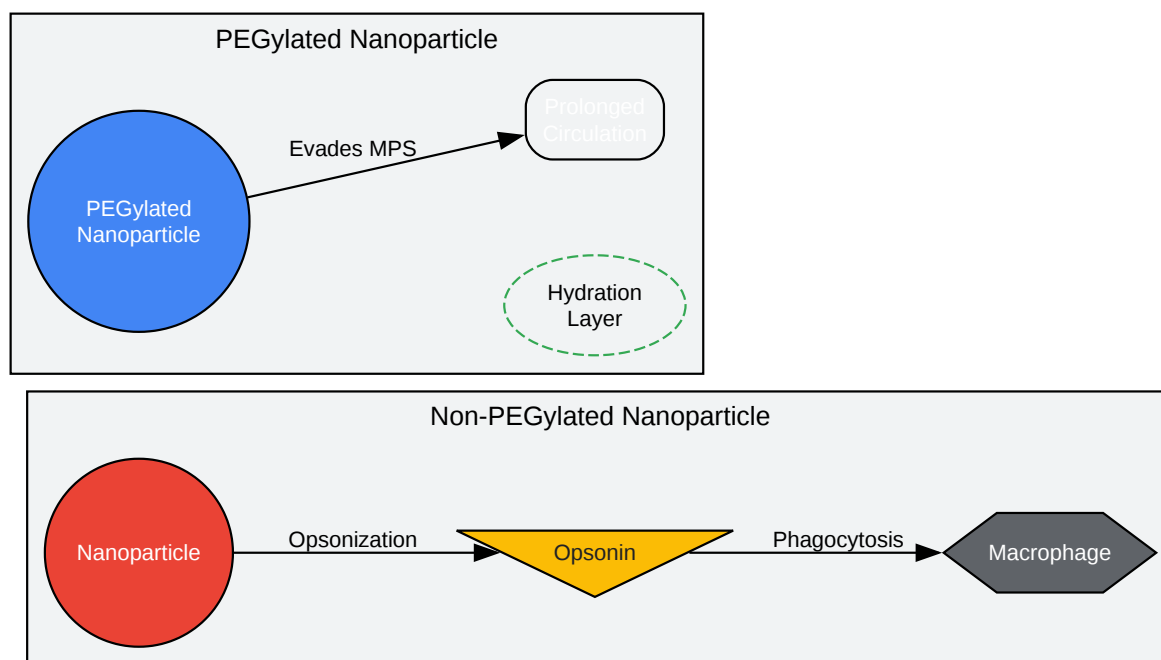 PEGylated Nanoparticle
Prolonged
Circulation
Evades MPS
PEGylated
Nanoparticle
Hydration
Layer
Non-PEGylated Nanoparticle
Nanoparticle
Opsonization
Opsonin
Phagocytosis
Macrophage